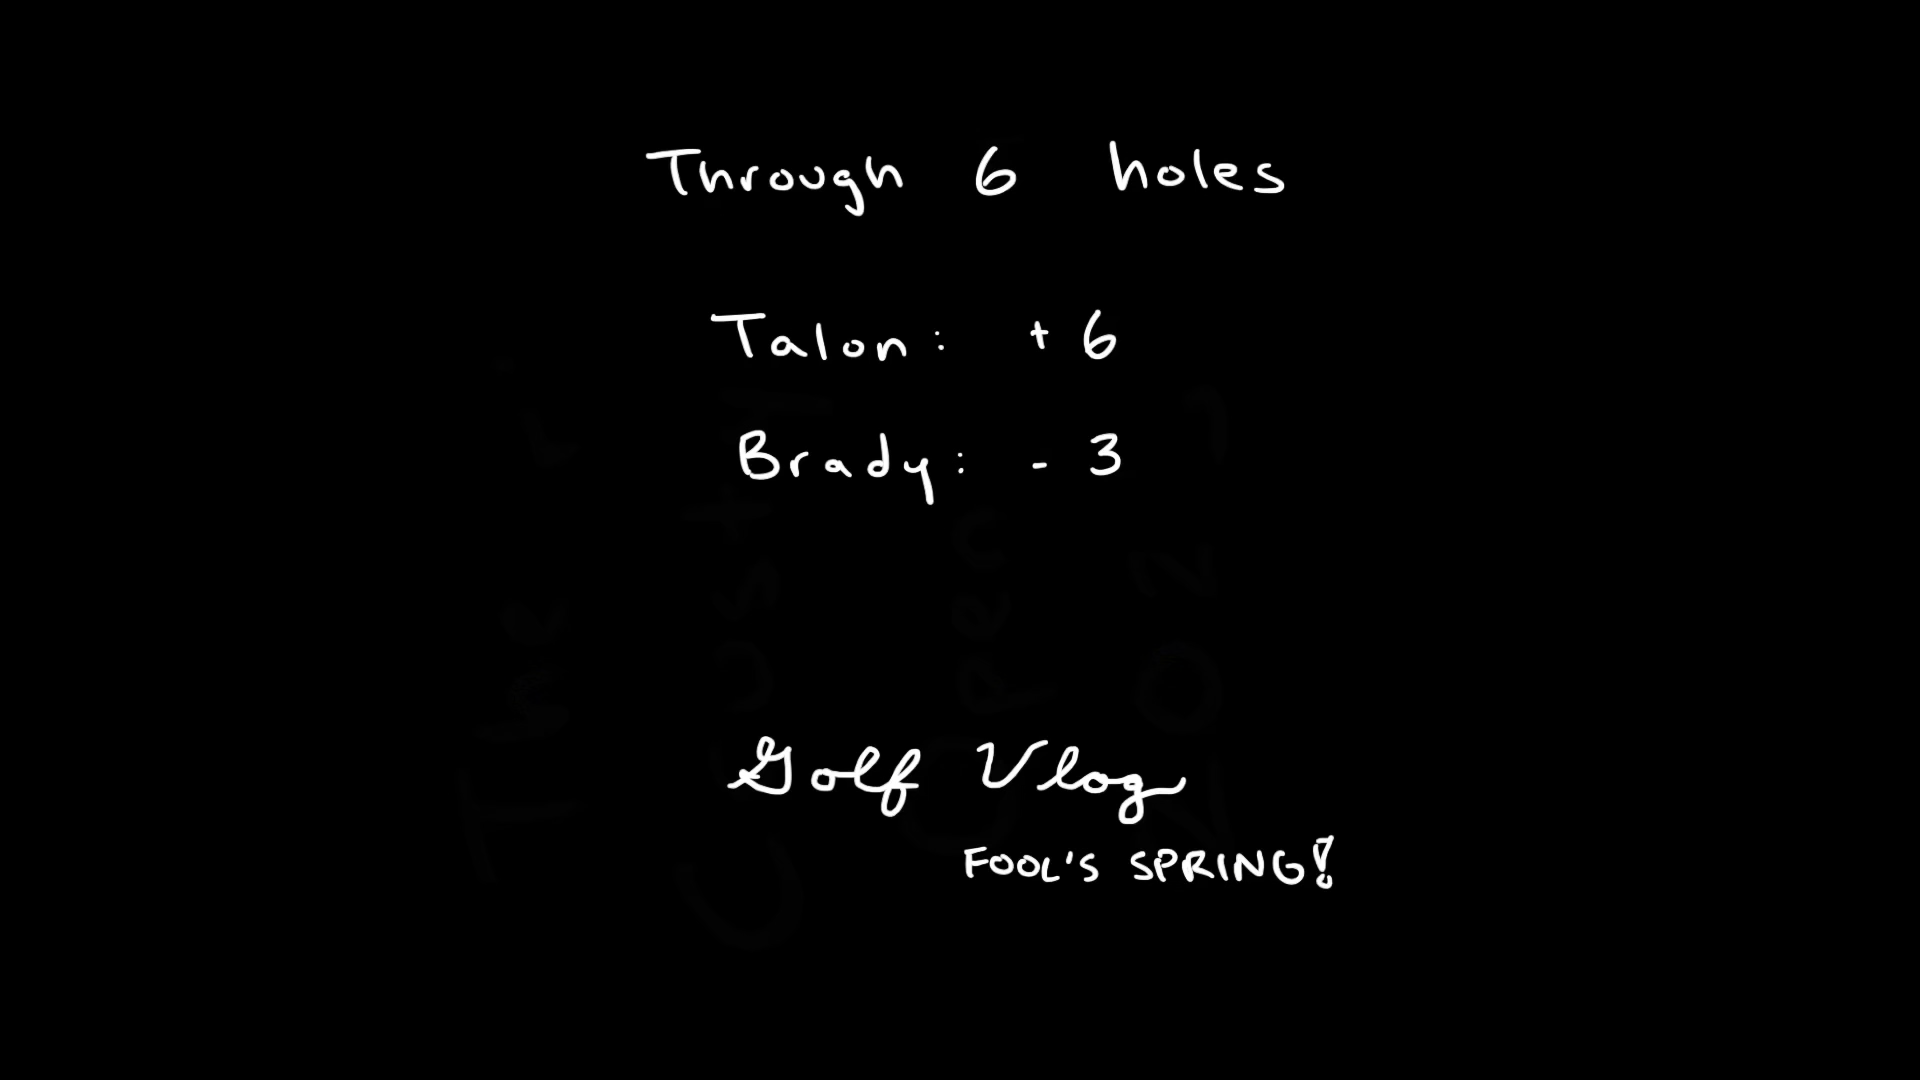 Through 6 holes
Talon: +6
Brady: -3
Golf Vlog
FOOL'S SPRING!